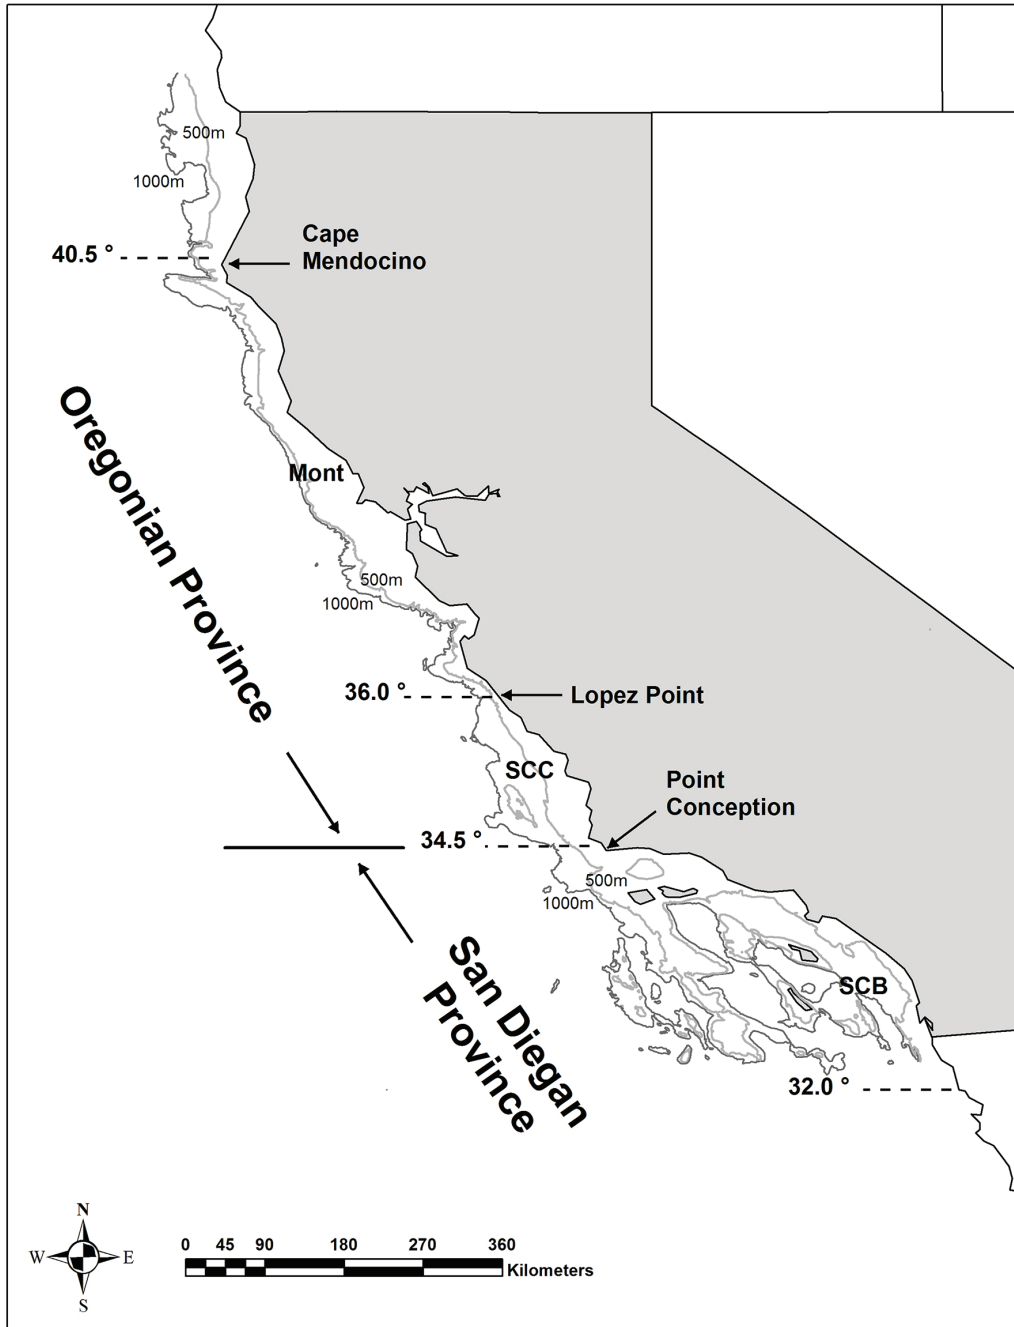 500m
1000m
Cape
Mendocino
40.5 °
Oregonian Province
Mont
500m
1000m
36.0 °
Lopez Point
SCC
Point
Conception
34.5 °
500m
1000m
San Diegan
Province
SCB
32.0 °
N
W E
S
0 45 90 180 270 360
Kilometers